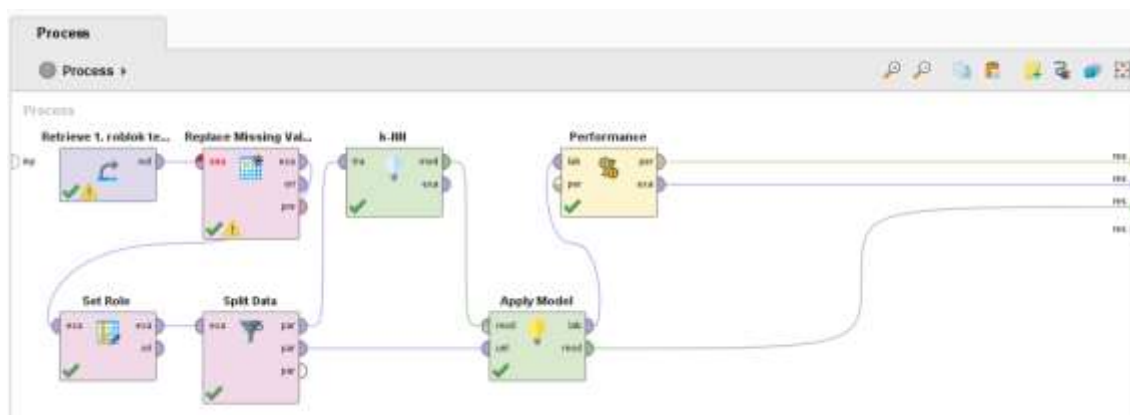 Process
Process
Process
Retrieve 1. roblok te...
Replace Missing Val...
k-NN
Performance
inp
out
exa
exa
ori
pre
tra
mod
exa
lab
per
per
exa
res
res
res
res
Set Role
Split Data
Apply Model
exa
exa
ori
exa
par
par
par
mod
unl
lab
mod